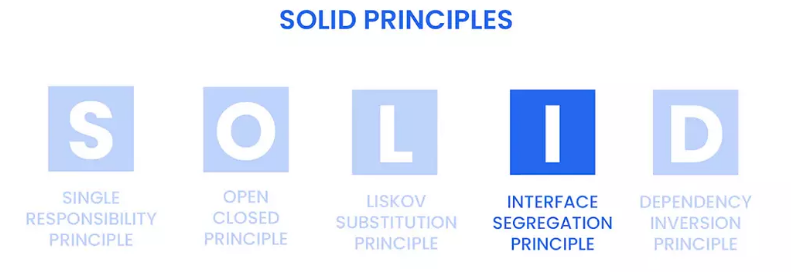 SOLID PRINCIPLES
S
SINGLE
RESPONSIBILITY
PRINCIPLE
O
OPEN
CLOSED
PRINCIPLE
L
LISKOV
SUBSTITUTION
PRINCIPLE
I
INTERFACE
SEGREGATION
PRINCIPLE
D
DEPENDENCY
INVERSION
PRINCIPLE